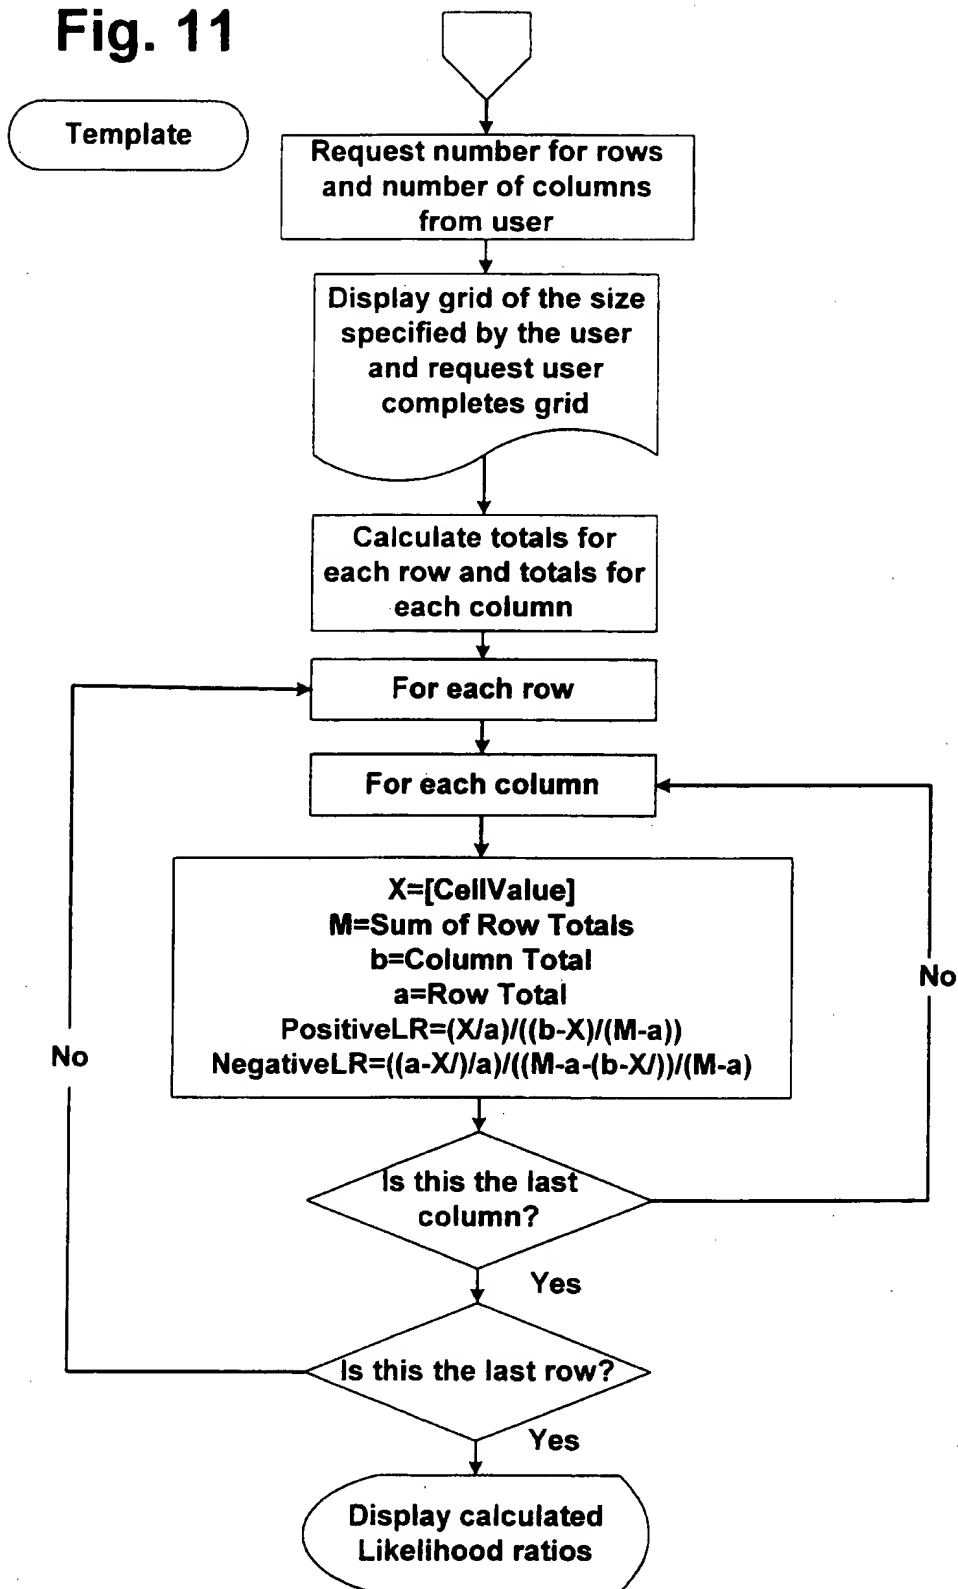 Fig. 11
Template
Request number for rows
and number of columns
from user
Display grid of the size
specified by the user
and request user
completes grid
Calculate totals for
each row and totals for
each column
For each row
For each column
X=[CellValue]
M=Sum of Row Totals
b=Column Total
a=Row Total
PositiveLR=(X/a)/((b-X)/(M-a))
NegativeLR=((a-X/)/a)/((M-a-(b-X/))/(M-a)
No
No
Is this the last
column?
Yes
Is this the last row?
Yes
Display calculated
Likelihood ratios